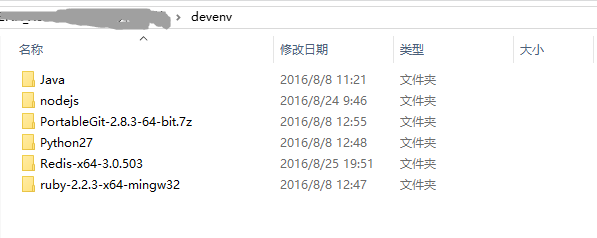 devenv
名称 修改日期 类型 大小
Java 2016/8/8 11:21 文件夹
nodejs 2016/8/24 9:46 文件夹
PortableGit-2.8.3-64-bit.7z 2016/8/8 12:55 文件夹
Python27 2016/8/8 12:48 文件夹
Redis-x64-3.0.503 2016/8/25 19:51 文件夹
ruby-2.2.3-x64-mingw32 2016/8/8 12:47 文件夹